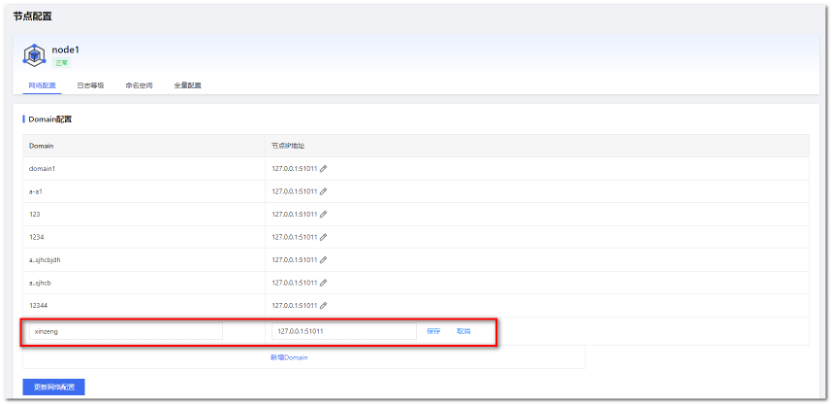 节点配置
node1
正常
网络配置 日志等级 命名空间 全量配置
Domain配置
Domain 节点IP地址
domain1 127.0.0.1:51011
a-a1 127.0.0.1:51011
123 127.0.0.1:51011
1234 127.0.0.1:51011
a..sjhcbjdh 127.0.0.1:51011
a..sjhcb 127.0.0.1:51011
12344 127.0.0.1:51011
xinzeng 127.0.0.1:51011 保存 取消
新增Domain
更新网络配置